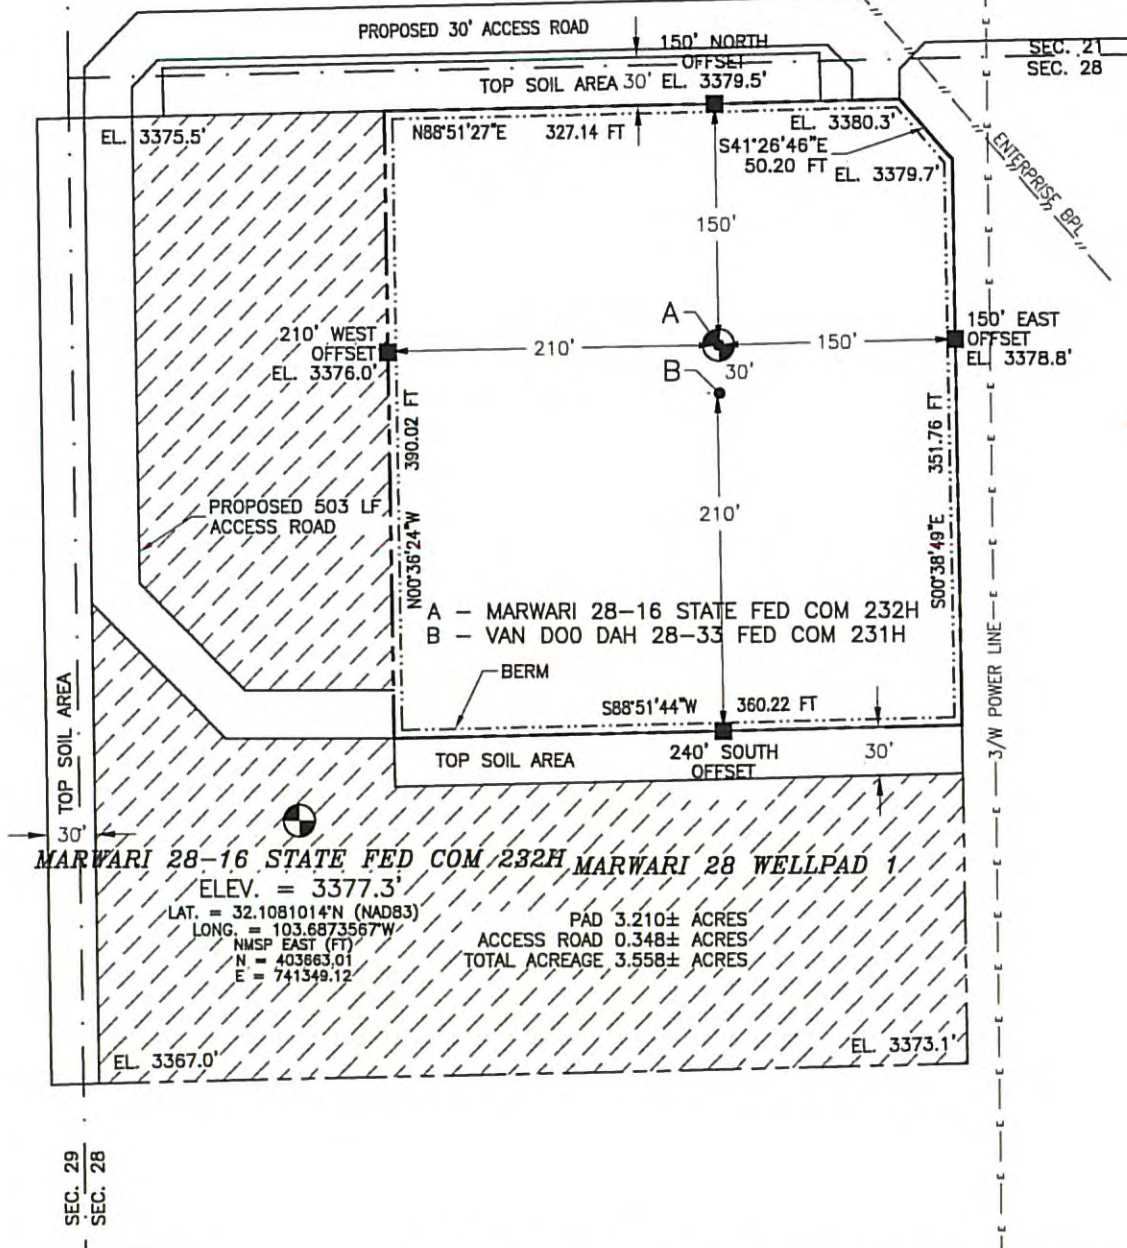 PROPOSED 30' ACCESS ROAD
150' NORTH
OFFSET
EL. 3379.5'
SEC. 21
SEC. 28
TOP SOIL AREA
30'
EL. 3375.5'
N88°51'27"E 327.14 FT
EL. 3380.3'
S41°26'46"E
50.20 FT
EL. 3379.7'
ENTERPRISE BPL
150'
A
210' WEST
OFFSET
EL. 3376.0'
210'
150'
150' EAST
OFFSET
EL. 3378.8'
B
30'
N00°36'24"W 390.02 FT
S00°38'49"E 351.76 FT
PROPOSED 503 LF
ACCESS ROAD
210'
A – MARWARI 28–16 STATE FED COM 232H
B – VAN DOO DAH 28–33 FED COM 231H
BERM
S88°51'44"W 360.22 FT
3/W POWER LINE
TOP SOIL AREA
TOP SOIL AREA
240' SOUTH
OFFSET
30'
30'
MARWARI 28–16 STATE FED COM 232H
ELEV. = 3377.3'
LAT. = 32.1081014°N (NAD83)
LONG. = 103.6873567°W
NMSP EAST (FT)
N = 403663.01
E = 741349.12
MARWARI 28 WELLPAD 1
PAD 3.210± ACRES
ACCESS ROAD 0.348± ACRES
TOTAL ACREAGE 3.558± ACRES
EL. 3367.0'
EL. 3373.1'
SEC. 29
SEC. 28